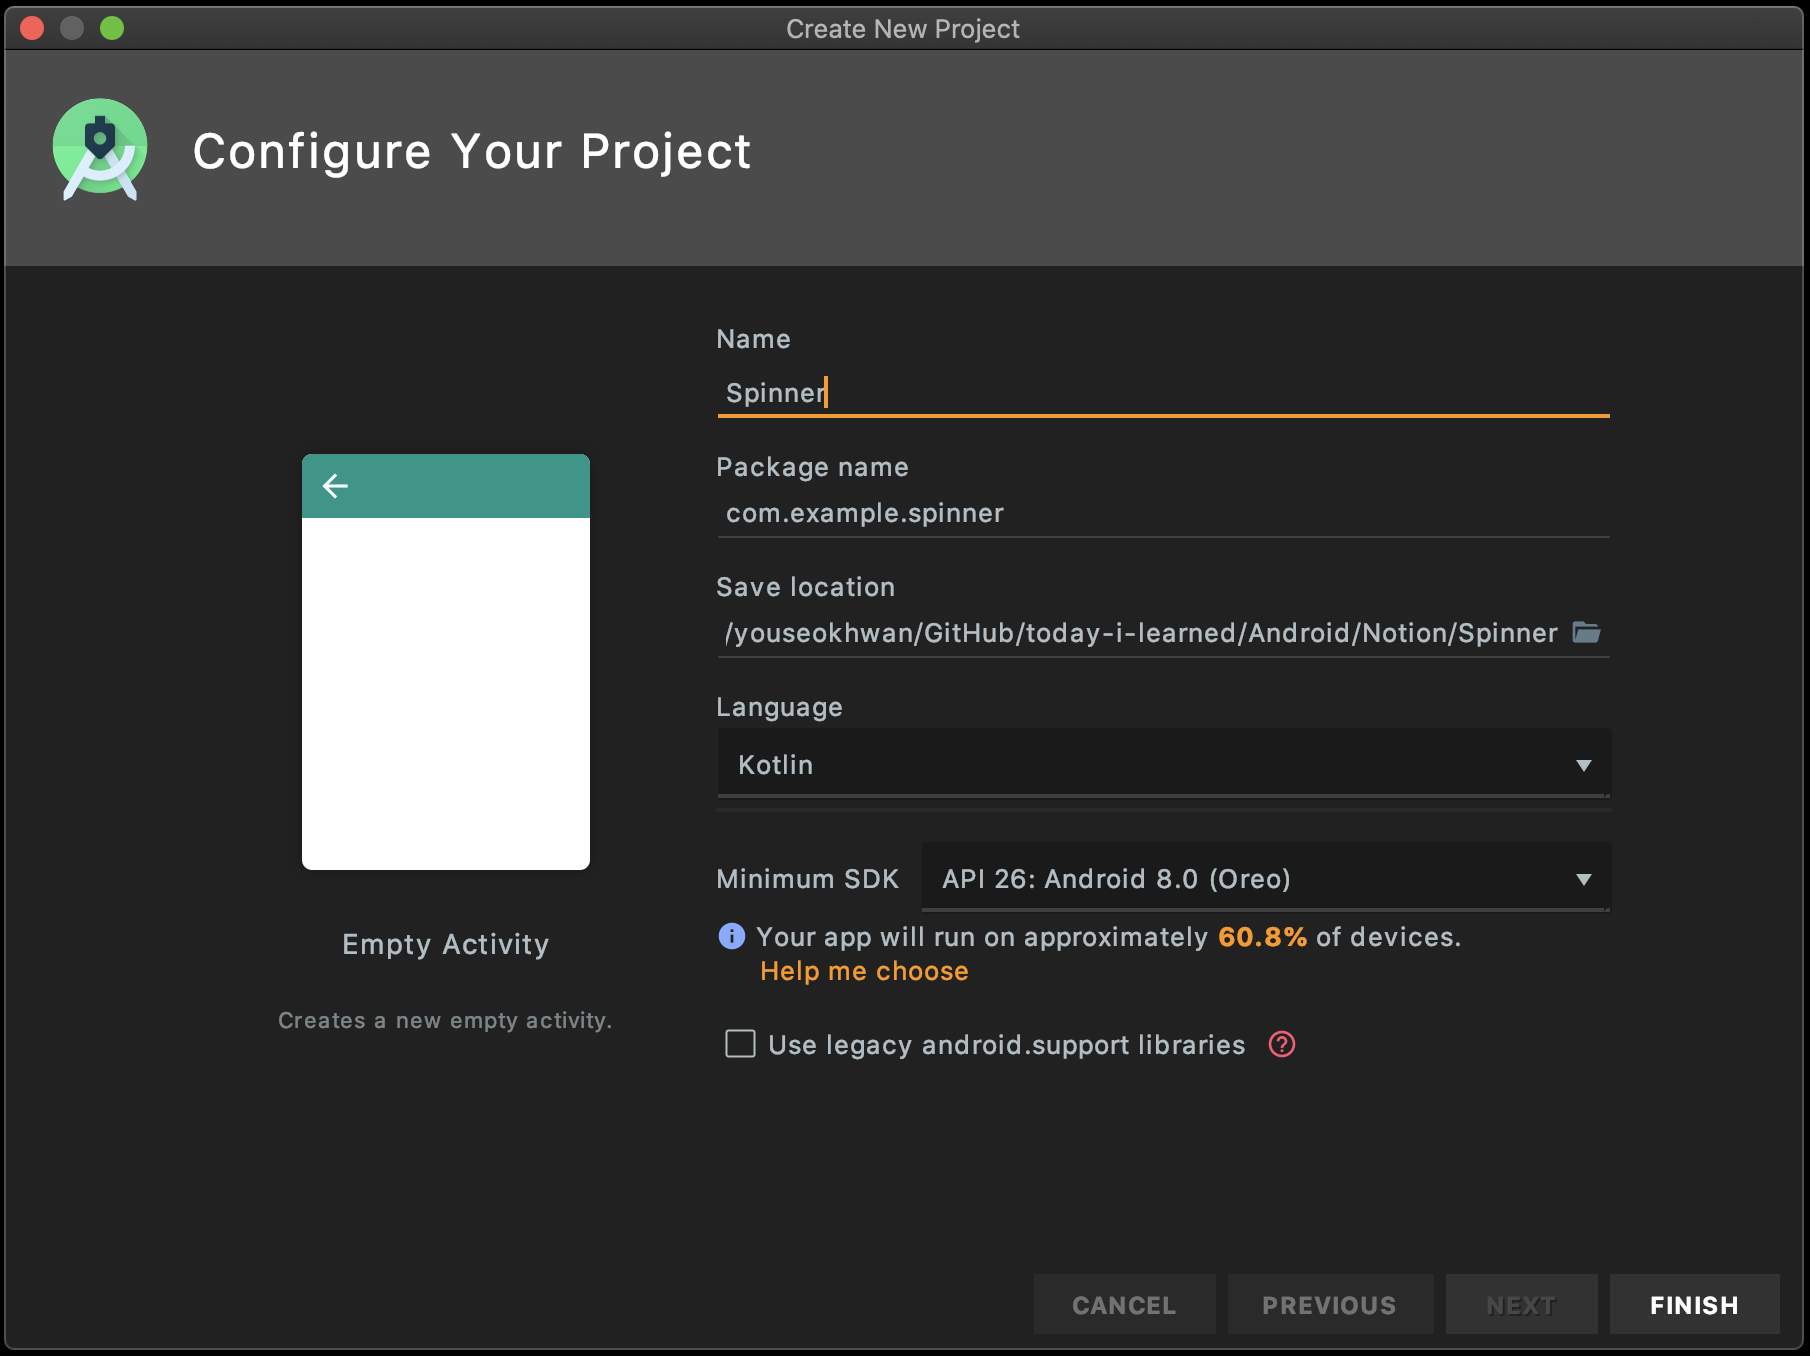 Create New Project
Configure Your Project
Name
Spinner
Package name
com.example.spinner
Save location
/youseokhwan/GitHub/today-i-learned/Android/Notion/Spinner
Language
Kotlin
Minimum SDK
API 26: Android 8.0 (Oreo)
i Your app will run on approximately 60.8% of devices.
Help me choose
Use legacy android.support libraries ?
Empty Activity
Creates a new empty activity.
CANCEL
PREVIOUS
NEXT
FINISH